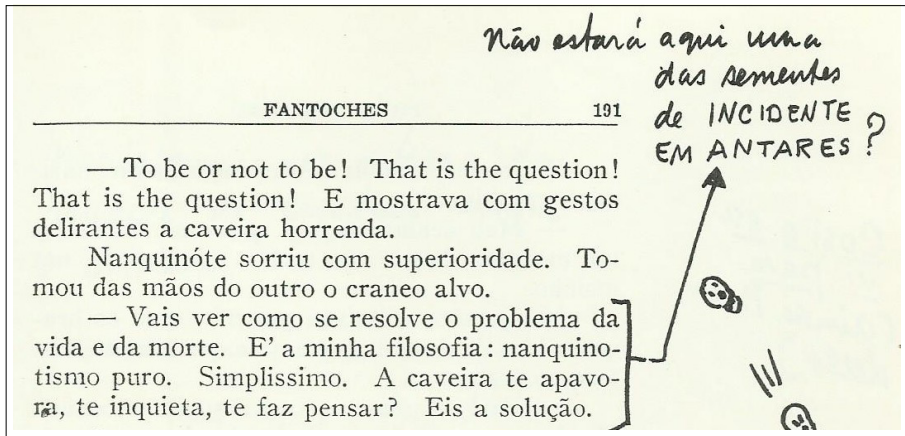 Não estará aqui uma
das sementes
de INCIDENTE
EM ANTARES?
FANTOCHES 191
— To be or not to be! That is the question!
That is the question! E mostrava com gestos
delirantes a caveira horrenda.
Nanquinóte sorriu com superioridade. To-
mou das mãos do outro o craneo alvo.
— Vais ver como se resolve o problema da
vida e da morte. E' a minha filosofia: nanquino-
tismo puro. Simplissimo. A caveira te apavo-
ra, te inquieta, te faz pensar? Eis a solução.